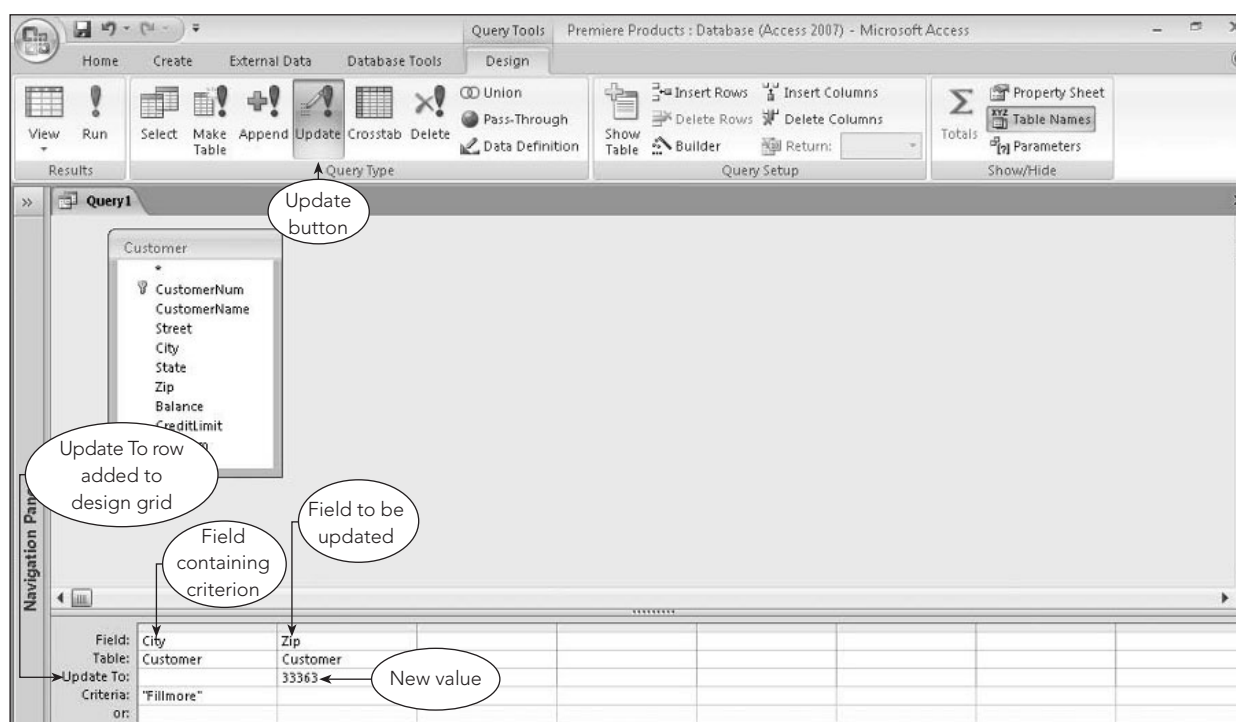 Query Tools Premiere Products : Database (Access 2007) - Microsoft Access
Home Create External Data Database Tools Design
View Run
Results
Select Make Table Append Update Crosstab Delete
Union
Pass-Through
Data Definition
Query Type
Show Table
Insert Rows
Delete Rows
Builder
Insert Columns
Delete Columns
Return:
Query Setup
Totals
Property Sheet
Table Names
Parameters
Show/Hide
Query1
Update
button
Customer
*
CustomerNum
CustomerName
Street
City
State
Zip
Balance
CreditLimit
Update To row
added to
design grid
Navigation Pane
Field
containing
criterion
Field to be
updated
Field: City Zip
Table: Customer Customer
Update To: 33363
New value
Criteria: "Fillmore"
or: